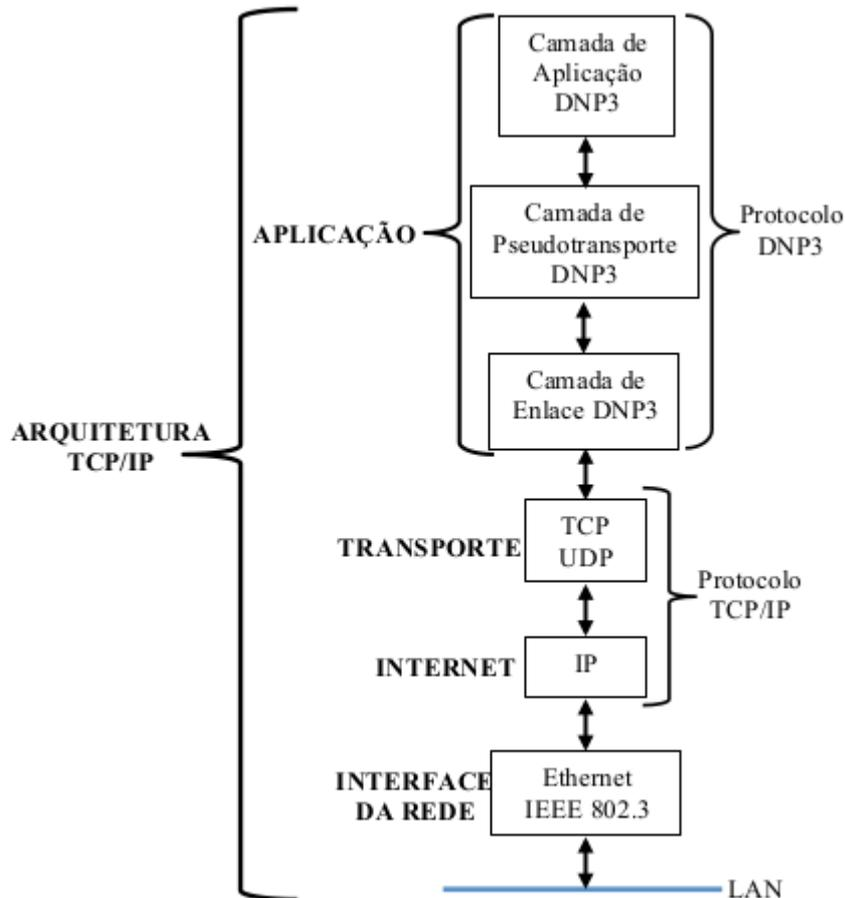 Camada de
Aplicação
DNP3
Camada de
Pseudotransporte
DNP3
APLICAÇÃO
Protocolo
DNP3
Camada de
Enlace DNP3
ARQUITETURA
TCP/IP
TRANSPORTE
TCP
UDP
Protocolo
TCP/IP
INTERNET
IP
INTERFACE
DA REDE
Ethernet
IEEE 802.3
LAN